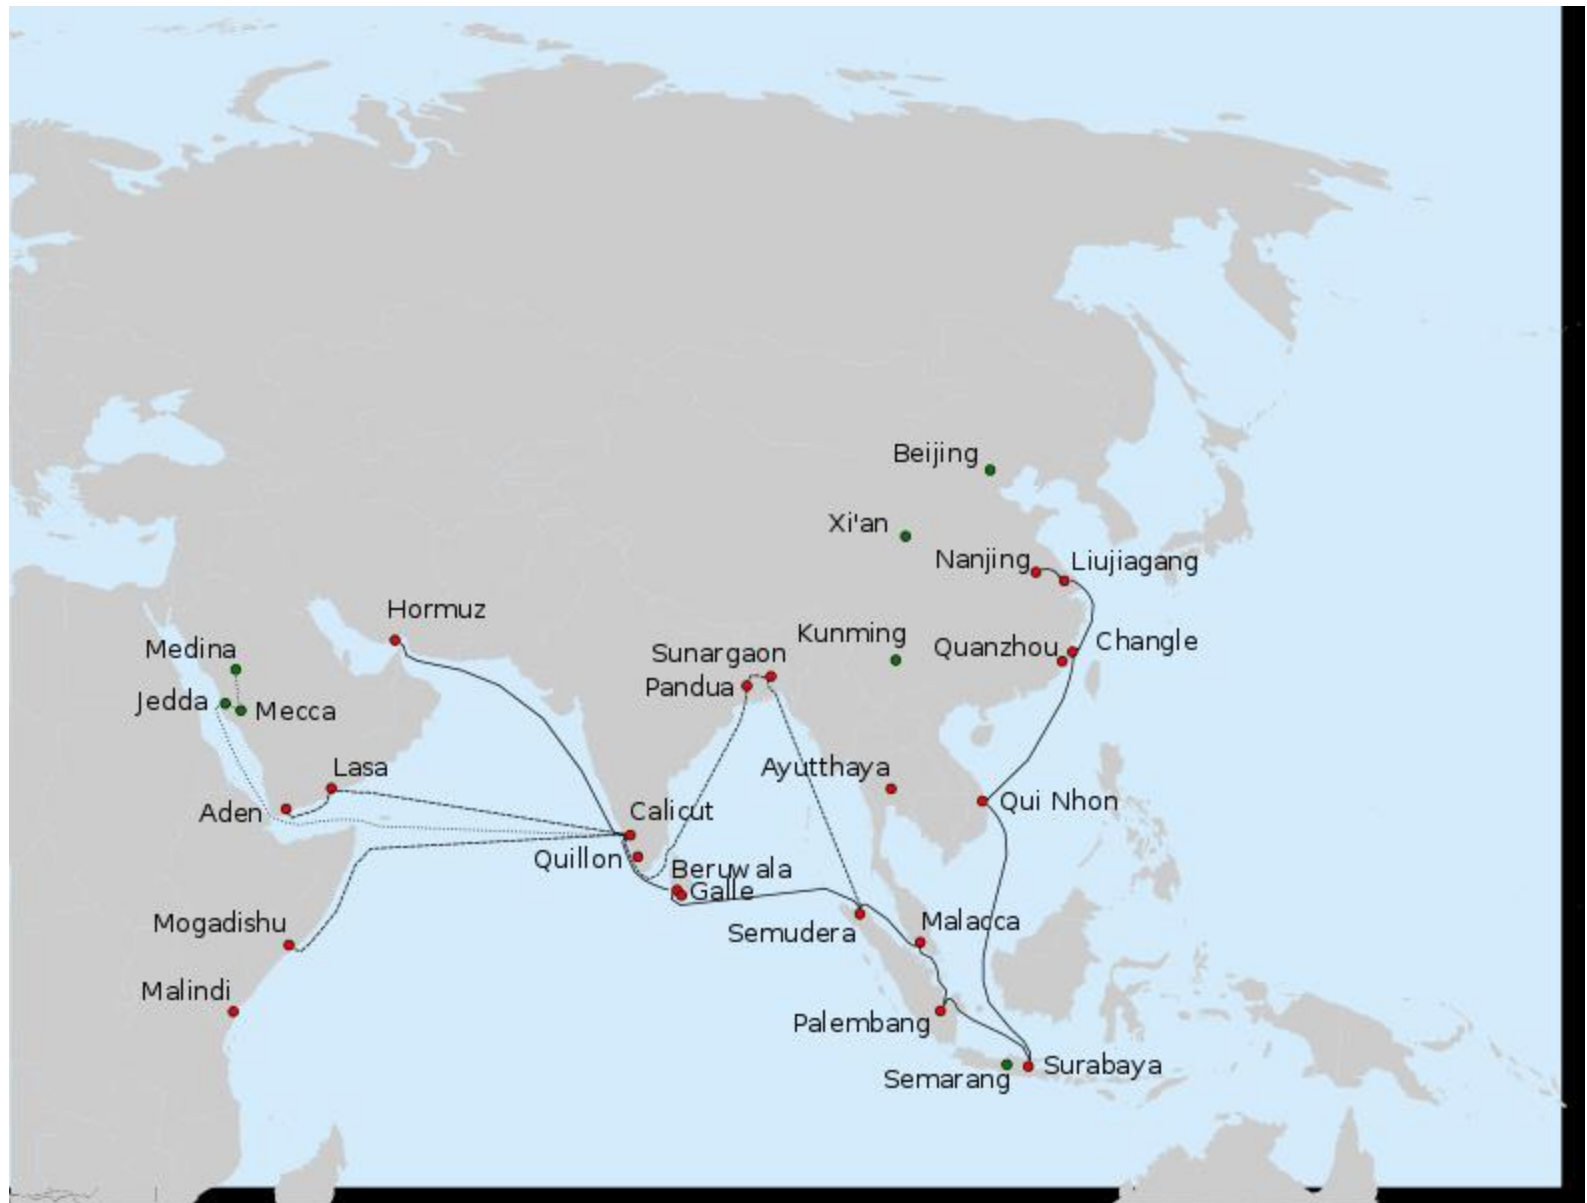 Beijing
Xi'an
Nanjing
Liujiagang
Hormuz
Kunming
Changle
Quanzhou
Medina
Sunargaon
Pandua
Jedda
Mecca
Lasa
Ayutthaya
Qui Nhon
Aden
Calicut
Quillon
Beruwala
Galle
Mogadishu
Malacca
Semudera
Malindi
Palembang
Surabaya
Semarang